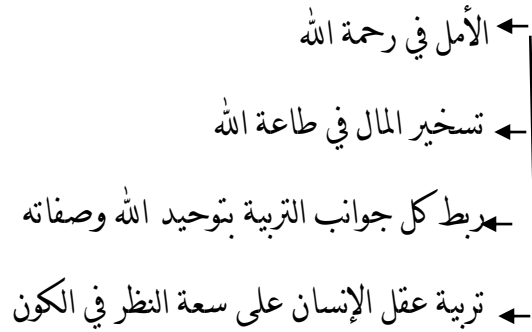 الأمل في رحمة الله
تسخير المال في طاعة الله
ربط كل جوانب التربية بتوحيد الله وصفاته
تربية عقل الإنسان على سعة النظر في الكون